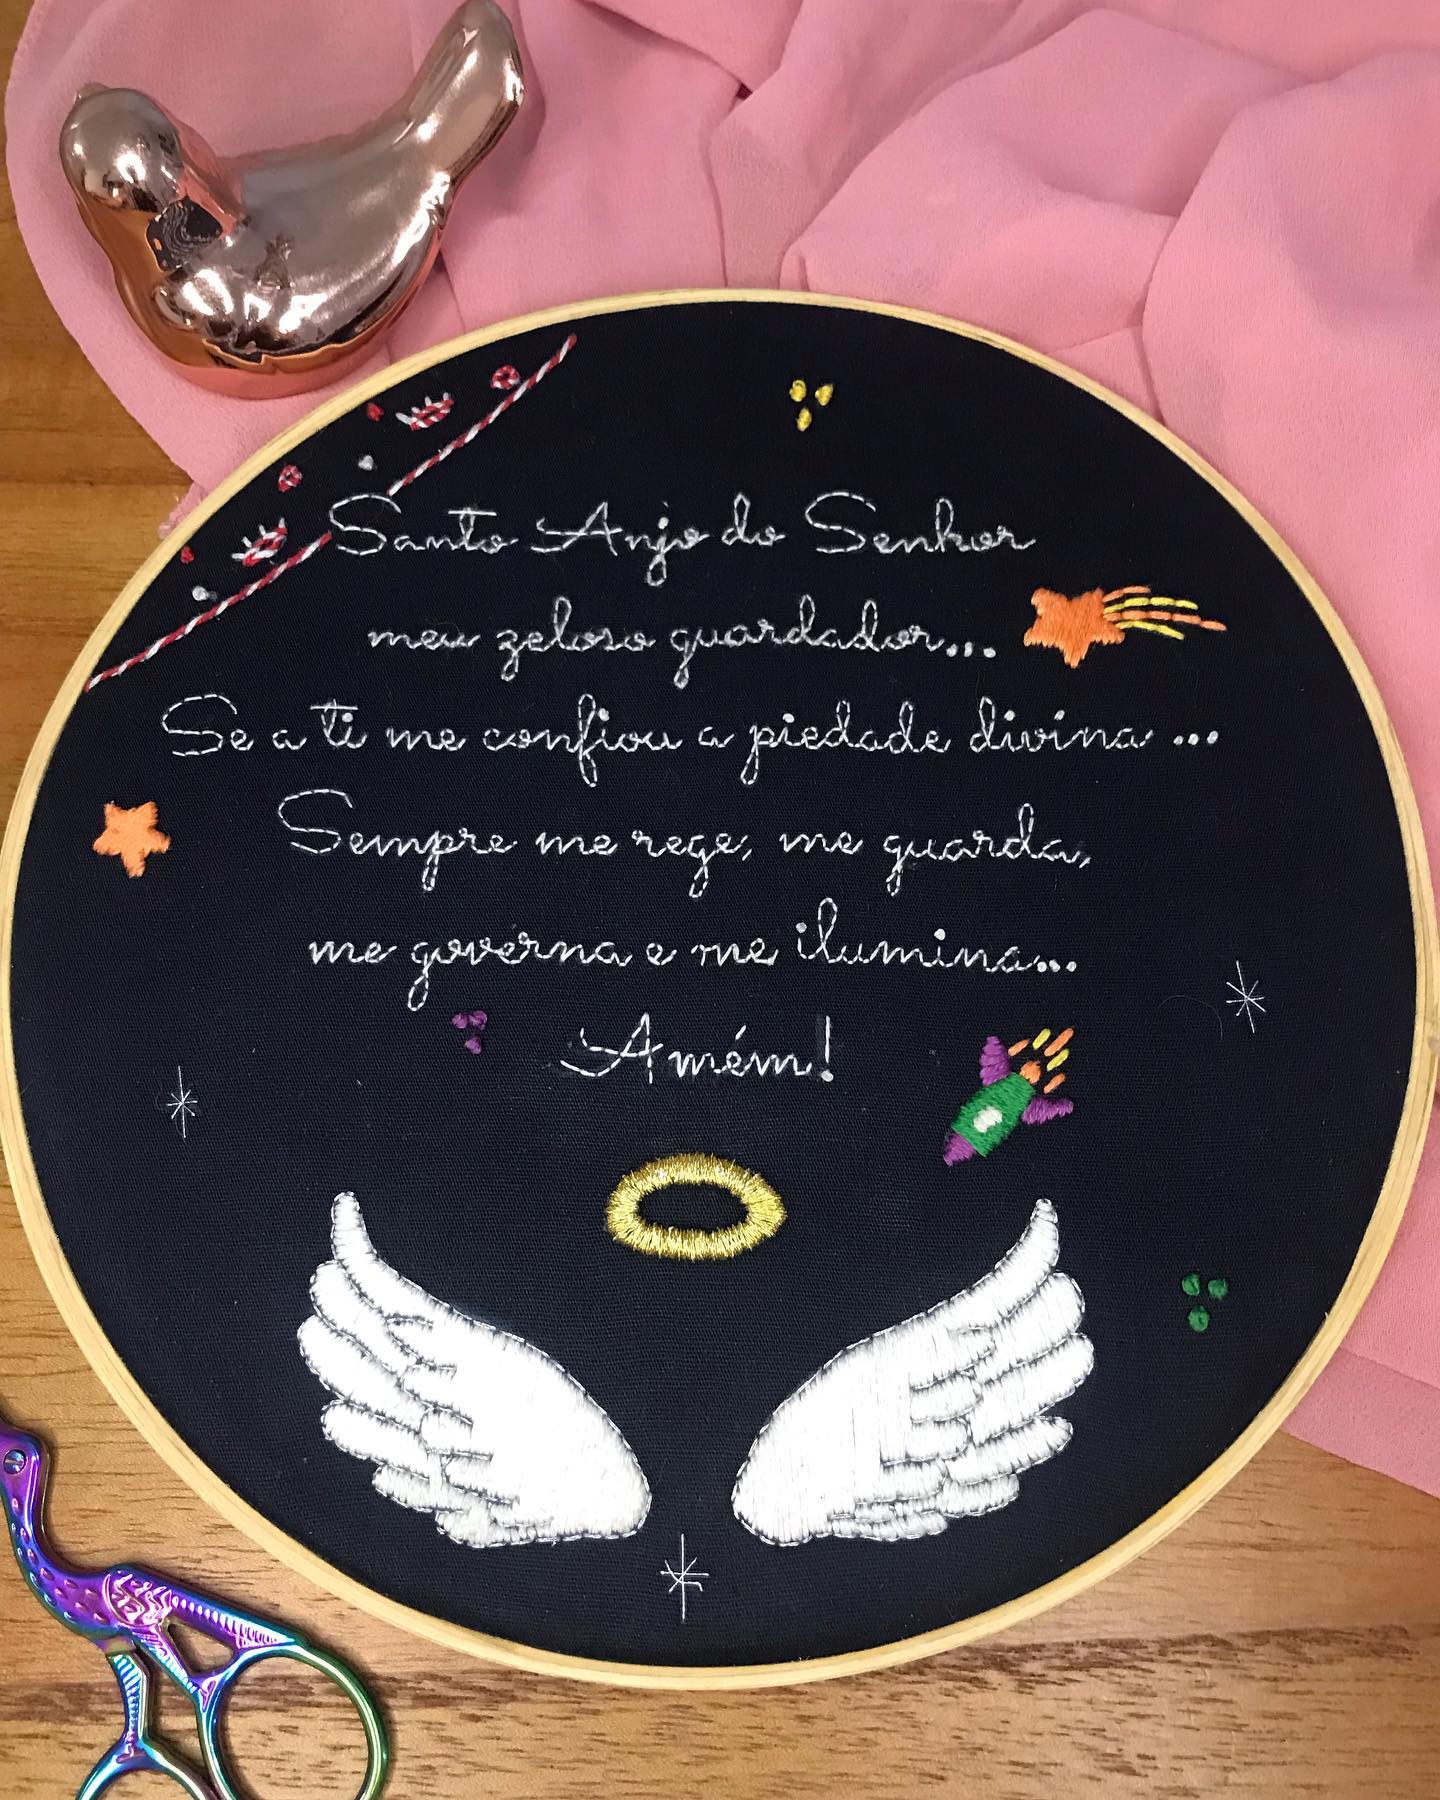 Santo Anjo do Senhor
meu zeloso guardador...
Se a ti me confiou a piedade divina ...
Sempre me rege, me guarda,
me governa e me ilumina...
Amém!